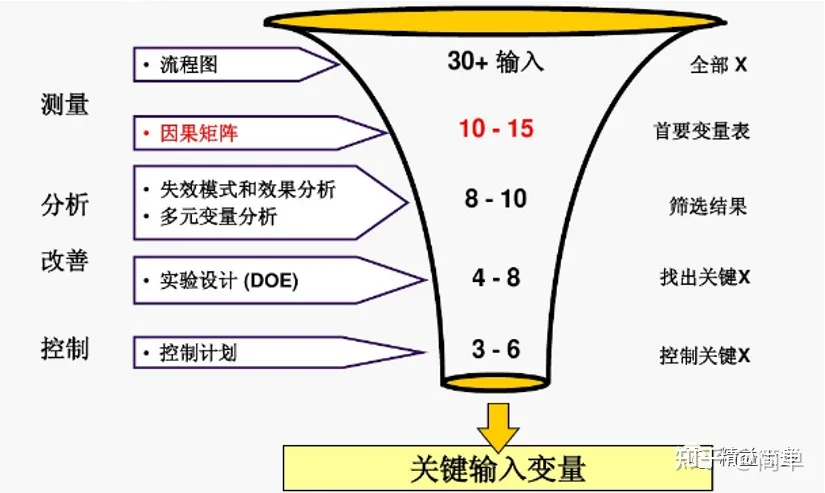 测量
• 流程图
30+ 输入
全部 X
• 因果矩阵
10 - 15
首要变量表
分析
• 失效模式和效果分析
• 多元变量分析
8 - 10
筛选结果
改善
• 实验设计 (DOE)
4 - 8
找出关键X
控制
• 控制计划
3 - 6
控制关键X
关键输入变量
知乎 @简单